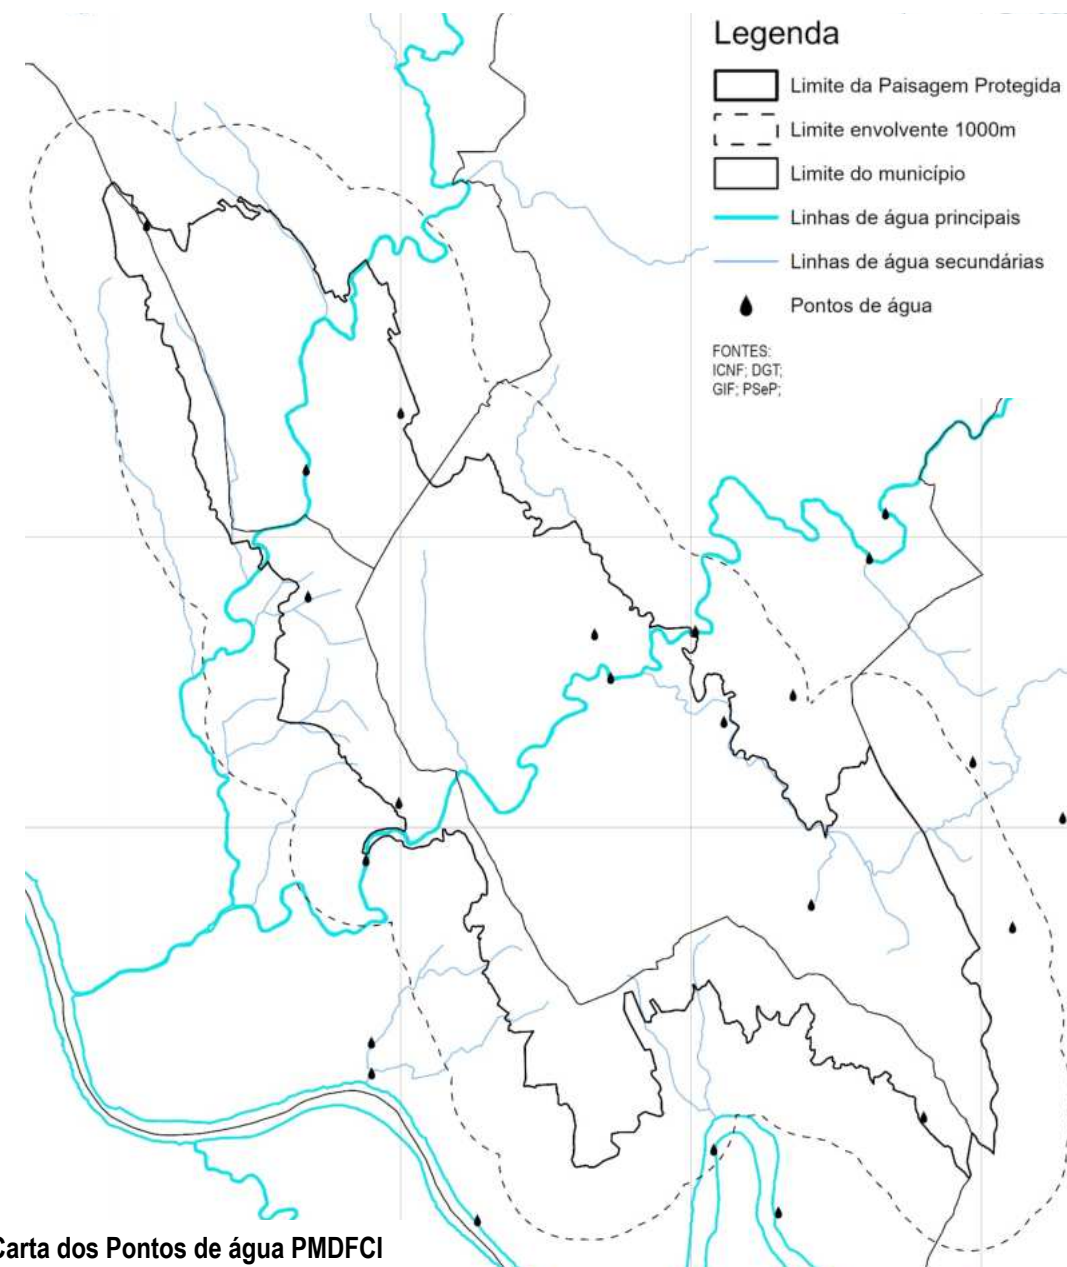 Legenda
Limite da Paisagem Protegida
Limite envolvente 1000m
Limite do município
Linhas de água principais
Linhas de água secundárias
Pontos de água
FONTES:
ICNF; DGT;
GIF; PSeP;
Carta dos Pontos de água PMDFCI